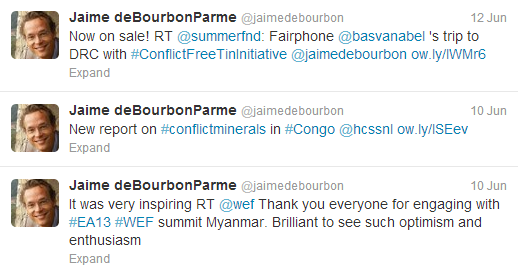 Jaime deBourbonParme @jaimedebourbon 12 Jun
Now on sale! RT @summerfnd: Fairphone @basvanabel 's trip to
DRC with #ConflictFreeTinInitiative @jaimedebourbon ow.ly/lWMr6
Expand
Jaime deBourbonParme @jaimedebourbon 10 Jun
New report on #conflictminerals in #Congo @hcssnl ow.ly/lSEev
Expand
Jaime deBourbonParme @jaimedebourbon 10 Jun
It was very inspiring RT @wef Thank you everyone for engaging with
#EA13 #WEF summit Myanmar. Brilliant to see such optimism and
enthusiasm
Expand